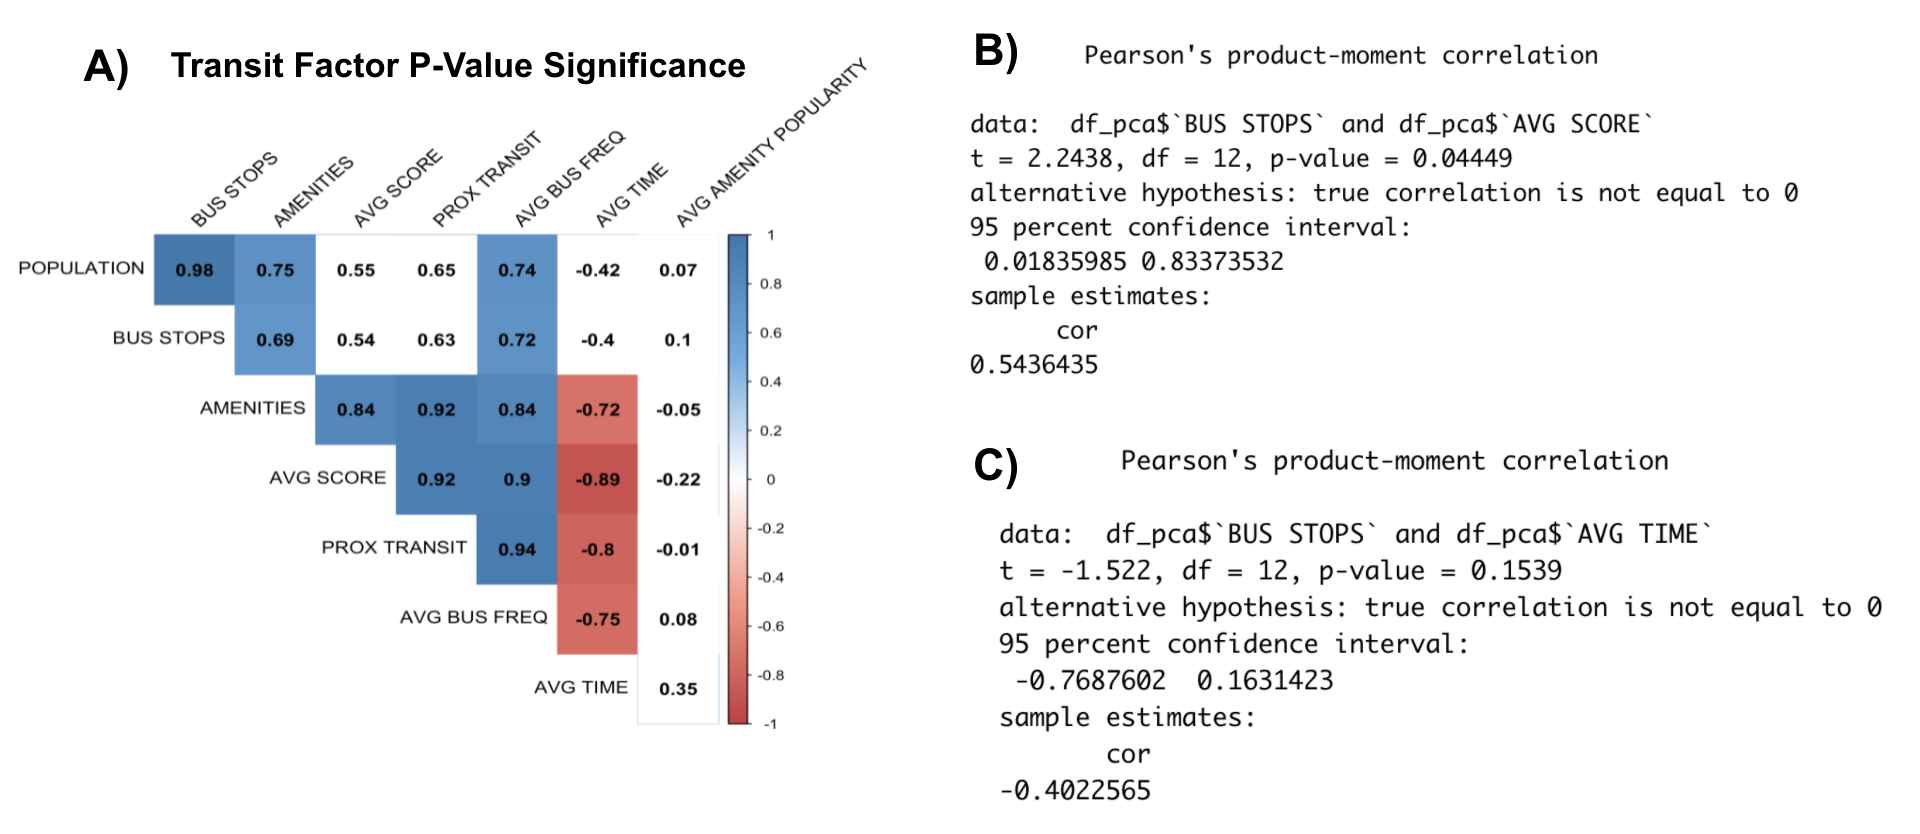 A) Transit Factor P-Value Significance
BUS STOPS
AMENITIES
AVG SCORE
PROX TRANSIT
AVG BUS FREQ
AVG TIME
AVG AMENITY POPULARITY
POPULATION 0.98 0.75 0.55 0.65 0.74 -0.42 0.07
BUS STOPS 0.69 0.54 0.63 0.72 -0.4 0.1
AMENITIES 0.84 0.92 0.84 -0.72 -0.05
AVG SCORE 0.92 0.9 -0.89 -0.22
PROX TRANSIT 0.94 -0.8 -0.01
AVG BUS FREQ -0.75 0.08
AVG TIME 0.35
1
0.8
0.6
0.4
0.2
0
-0.2
-0.4
-0.6
-0.8
-1
B) Pearson's product-moment correlation
data: df_pca$`BUS STOPS` and df_pca$`AVG SCORE`
t = 2.2438, df = 12, p-value = 0.04449
alternative hypothesis: true correlation is not equal to 0
95 percent confidence interval:
0.01835985 0.83373532
sample estimates:
cor
0.5436435
C) Pearson's product-moment correlation
data: df_pca$`BUS STOPS` and df_pca$`AVG TIME`
t = -1.522, df = 12, p-value = 0.1539
alternative hypothesis: true correlation is not equal to 0
95 percent confidence interval:
-0.7687602 0.1631423
sample estimates:
cor
-0.4022565